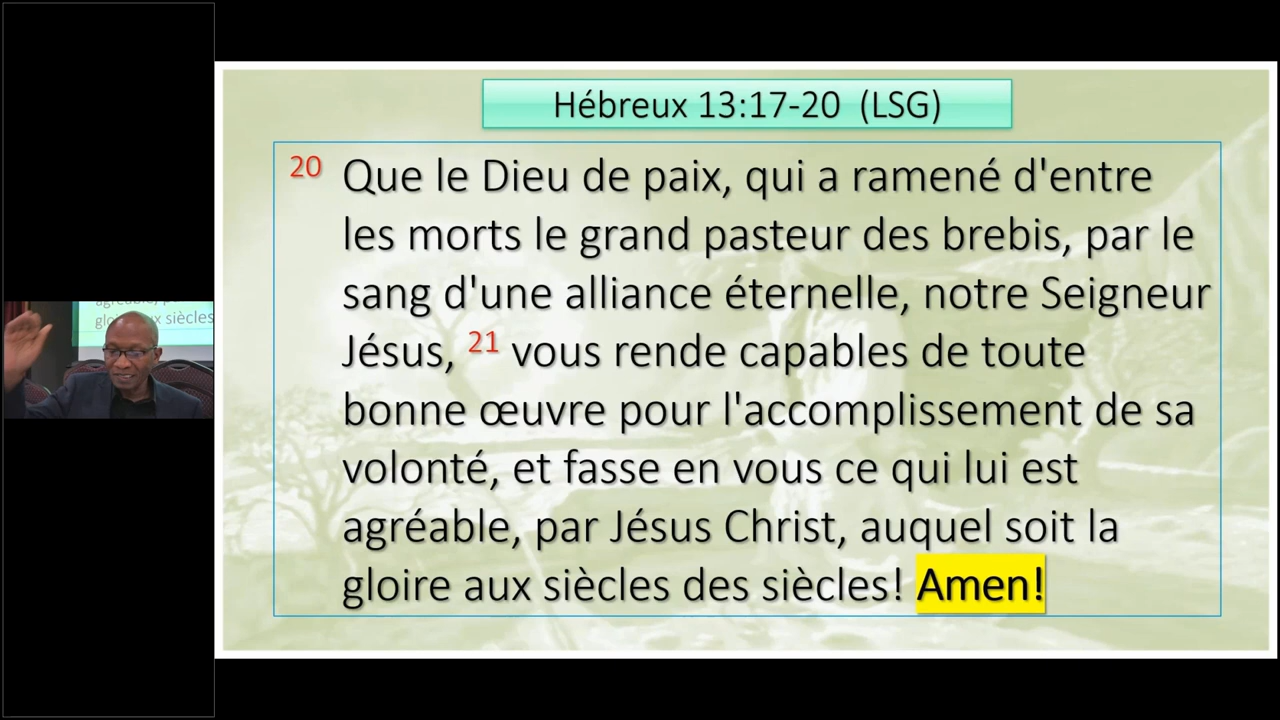 Hébreux 13:17-20 (LSG)
20 Que le Dieu de paix, qui a ramené d'entre
les morts le grand pasteur des brebis, par le
sang d'une alliance éternelle, notre Seigneur
Jésus, 21 vous rende capables de toute
bonne œuvre pour l'accomplissement de sa
volonté, et fasse en vous ce qui lui est
agréable, par Jésus Christ, auquel soit la
gloire aux siècles des siècles! Amen!
siècles